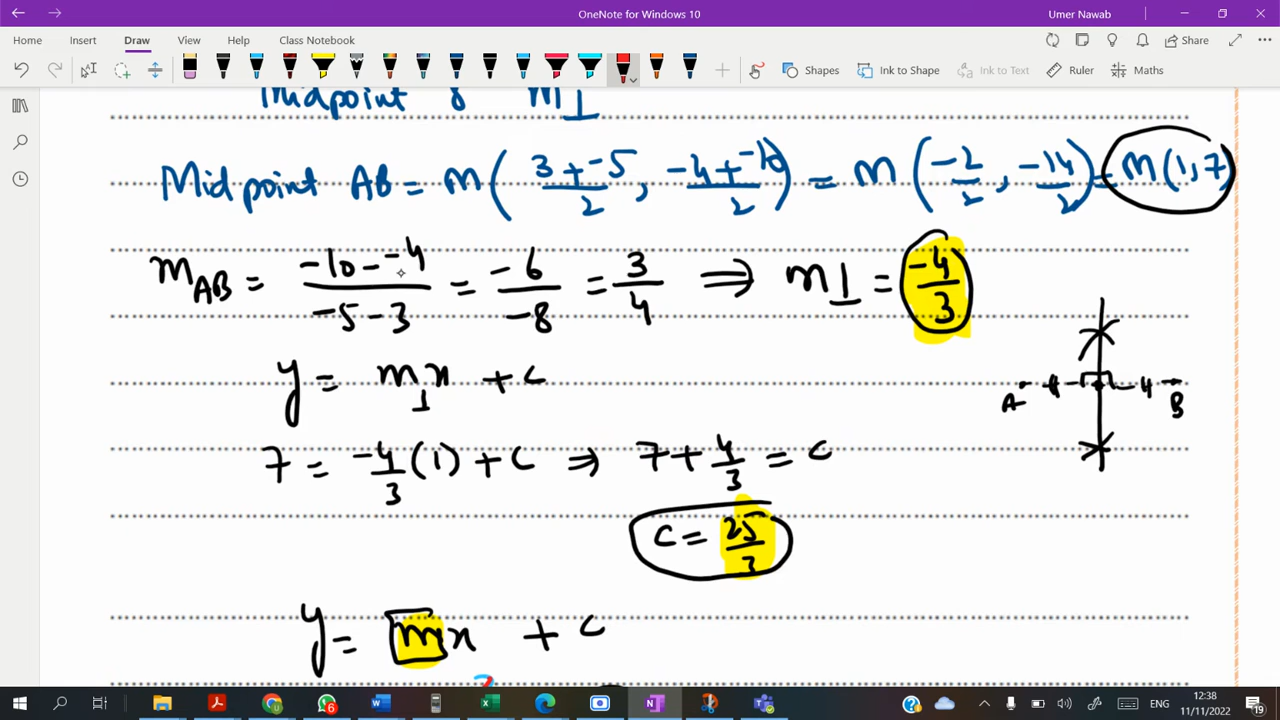 OneNote for Windows 10
Umer Nawab
Home Insert Draw View Help Class Notebook
Share
Shapes Ink to Shape Ink to Text Ruler Maths
Midpoint & m⊥
Midpoint AB = M( 3+-5/2 , -4+-10/2 ) = M( -2/2 , -14/2 ) = M(1,7)
m_AB = -10--4/-5-3 = -6/-8 = 3/4 ⇒ m⊥ = -4/3
y = m⊥x + c
A B
7 = -4/3(1) + c ⇒ 7 + 4/3 = c
c = 25/3
y = mx + c
ENG
12:38
11/11/2022
6
19